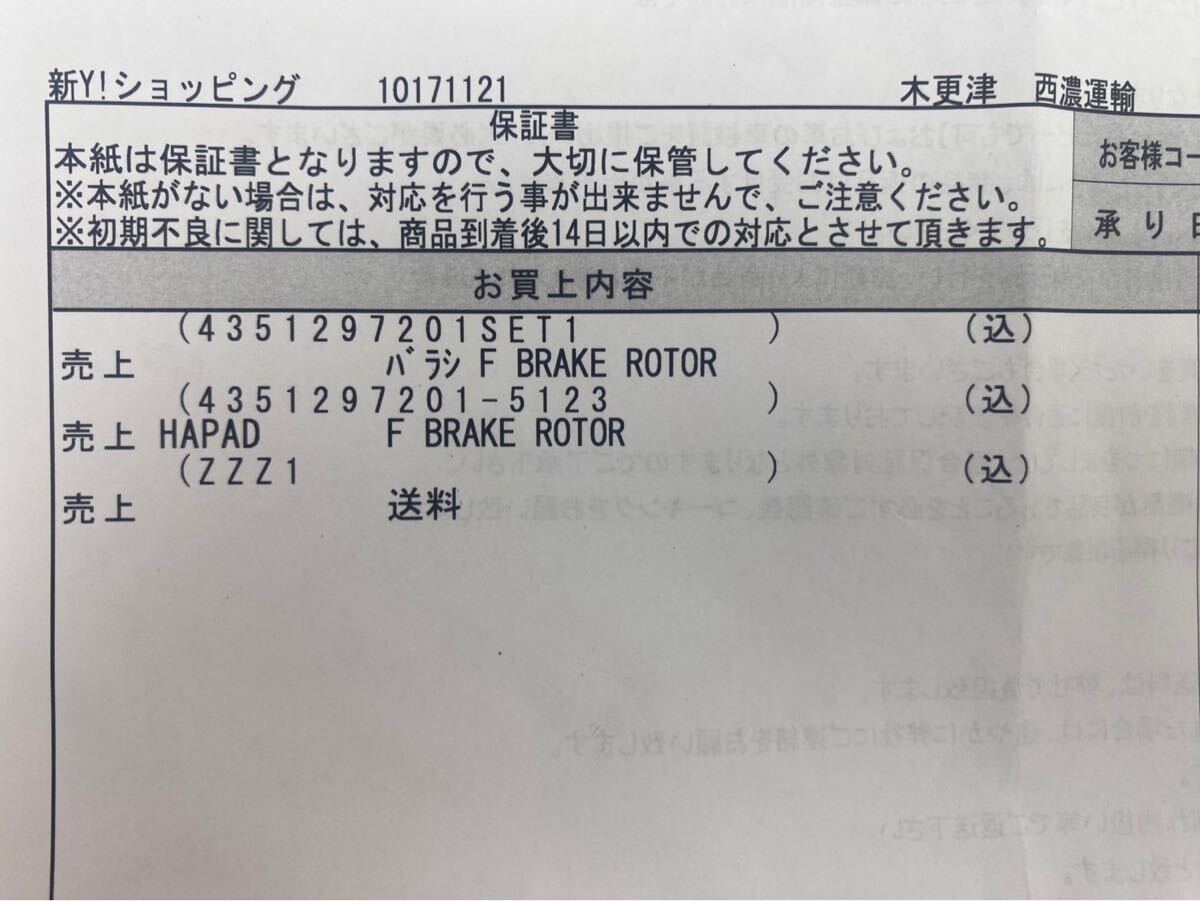 新Y!ショッピング 10171121 木更津 西濃運輸
保証書
本紙は保証書となりますので、大切に保管してください。
※本紙がない場合は、対応を行う事が出来ませんで、ご注意ください。
※初期不良に関しては、商品到着後14日以内での対応とさせて頂きます。
お客様コー
承り日
お買上内容
(4351297201SET1 ) (込)
売上 ﾊﾞﾗｼ F BRAKE ROTOR
(4351297201-5123 ) (込)
売上 HAPAD F BRAKE ROTOR
(ZZZ1 ) (込)
売上 送料